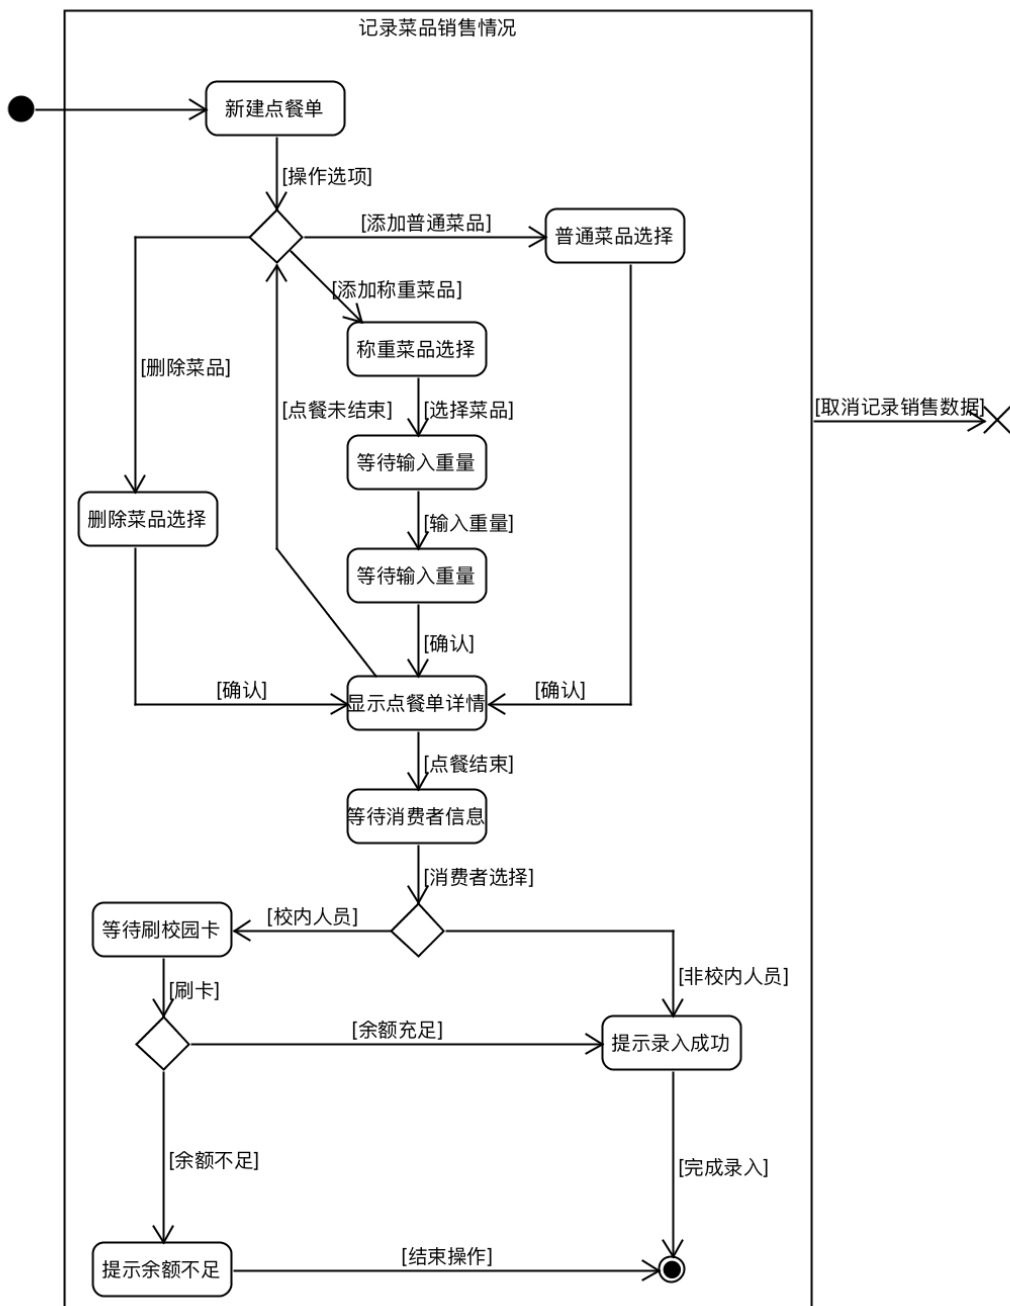 记录菜品销售情况
新建点餐单
[操作选项]
[添加普通菜品]
普通菜品选择
[添加称重菜品]
称重菜品选择
[删除菜品]
[点餐未结束]
[选择菜品]
[取消记录销售数据]
等待输入重量
删除菜品选择
[输入重量]
等待输入重量
[确认]
[确认]
[确认]
显示点餐单详情
[点餐结束]
等待消费者信息
[消费者选择]
等待刷校园卡
[校内人员]
[非校内人员]
[刷卡]
[余额充足]
提示录入成功
[余额不足]
[完成录入]
提示余额不足
[结束操作]